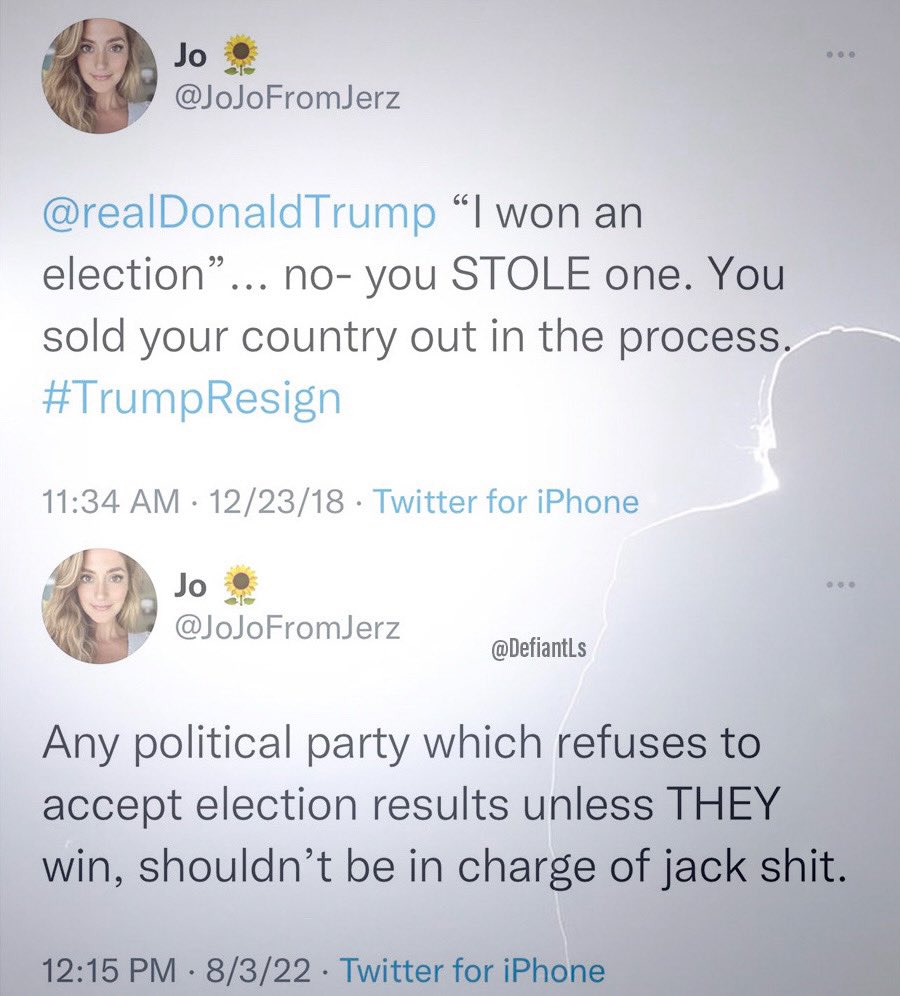 Jo 🌻
@JoJoFromJerz
@realDonaldTrump “I won an
election”... no- you STOLE one. You
sold your country out in the process.
#TrumpResign
11:34 AM · 12/23/18 · Twitter for iPhone
Jo 🌻
@JoJoFromJerz
@DefiantLs
Any political party which refuses to
accept election results unless THEY
win, shouldn’t be in charge of jack shit.
12:15 PM · 8/3/22 · Twitter for iPhone